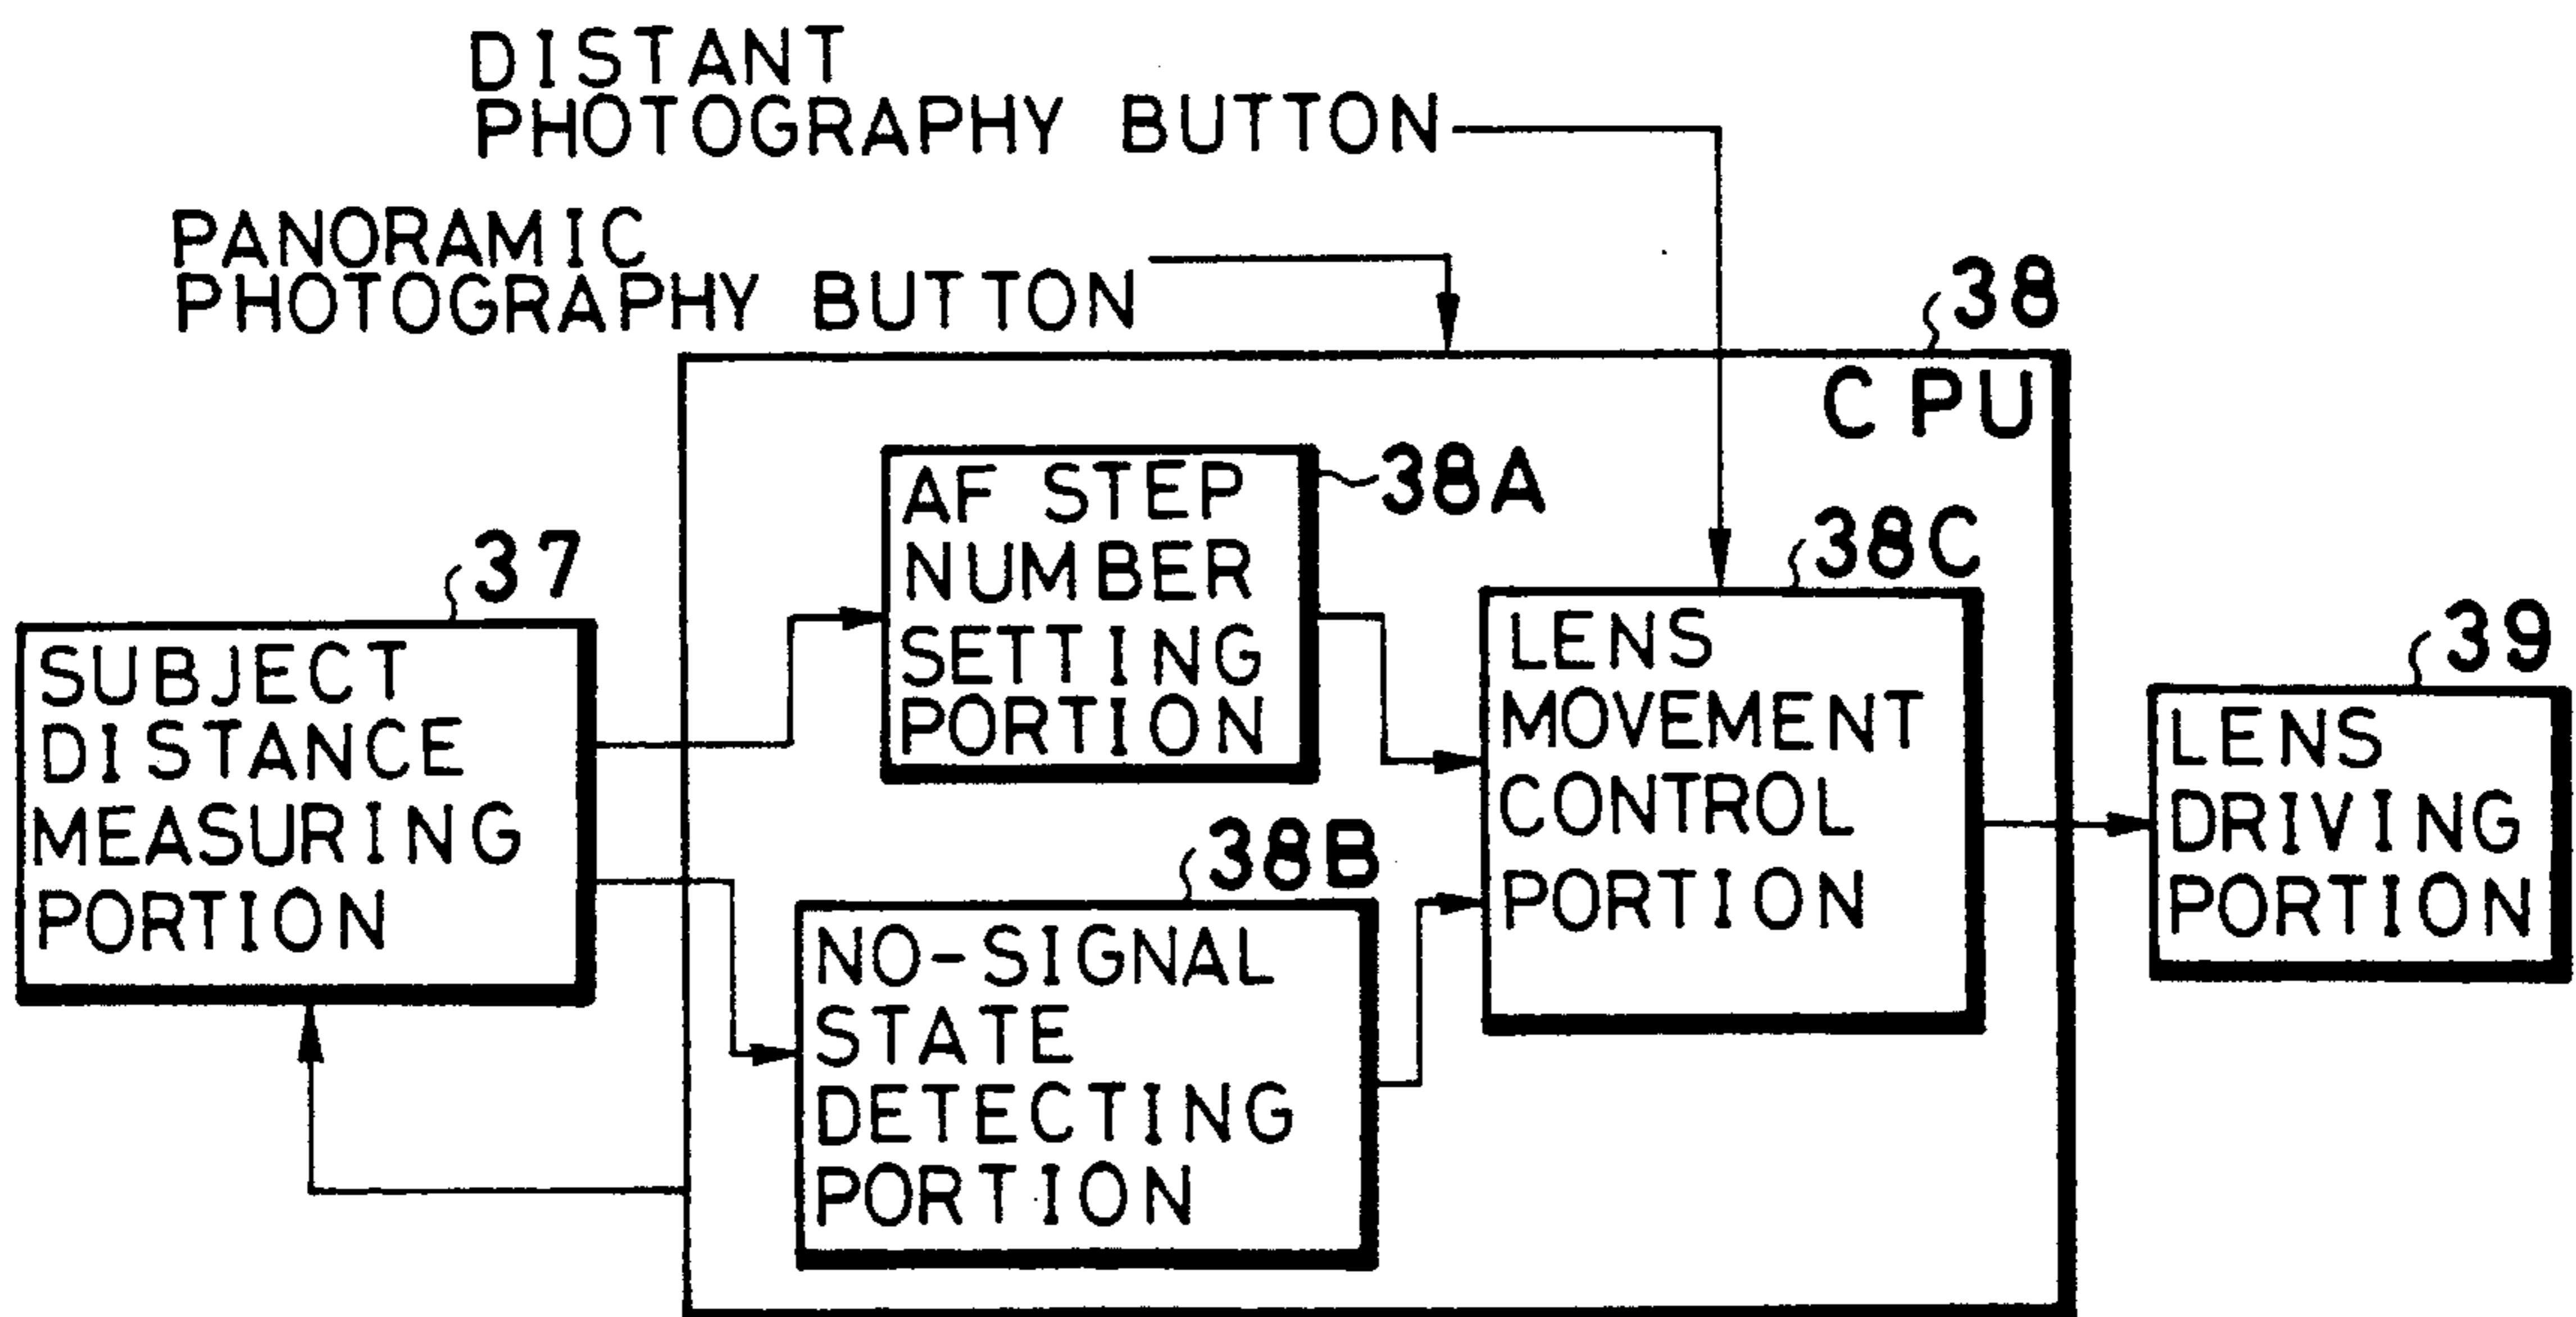 DISTANT
PHOTOGRAPHY BUTTON
PANORAMIC
PHOTOGRAPHY BUTTON
38
CPU
38A
AF STEP
NUMBER
SETTING
PORTION
37
SUBJECT
DISTANCE
MEASURING
PORTION
38B
NO-SIGNAL
STATE
DETECTING
PORTION
38C
LENS
MOVEMENT
CONTROL
PORTION
39
LENS
DRIVING
PORTION